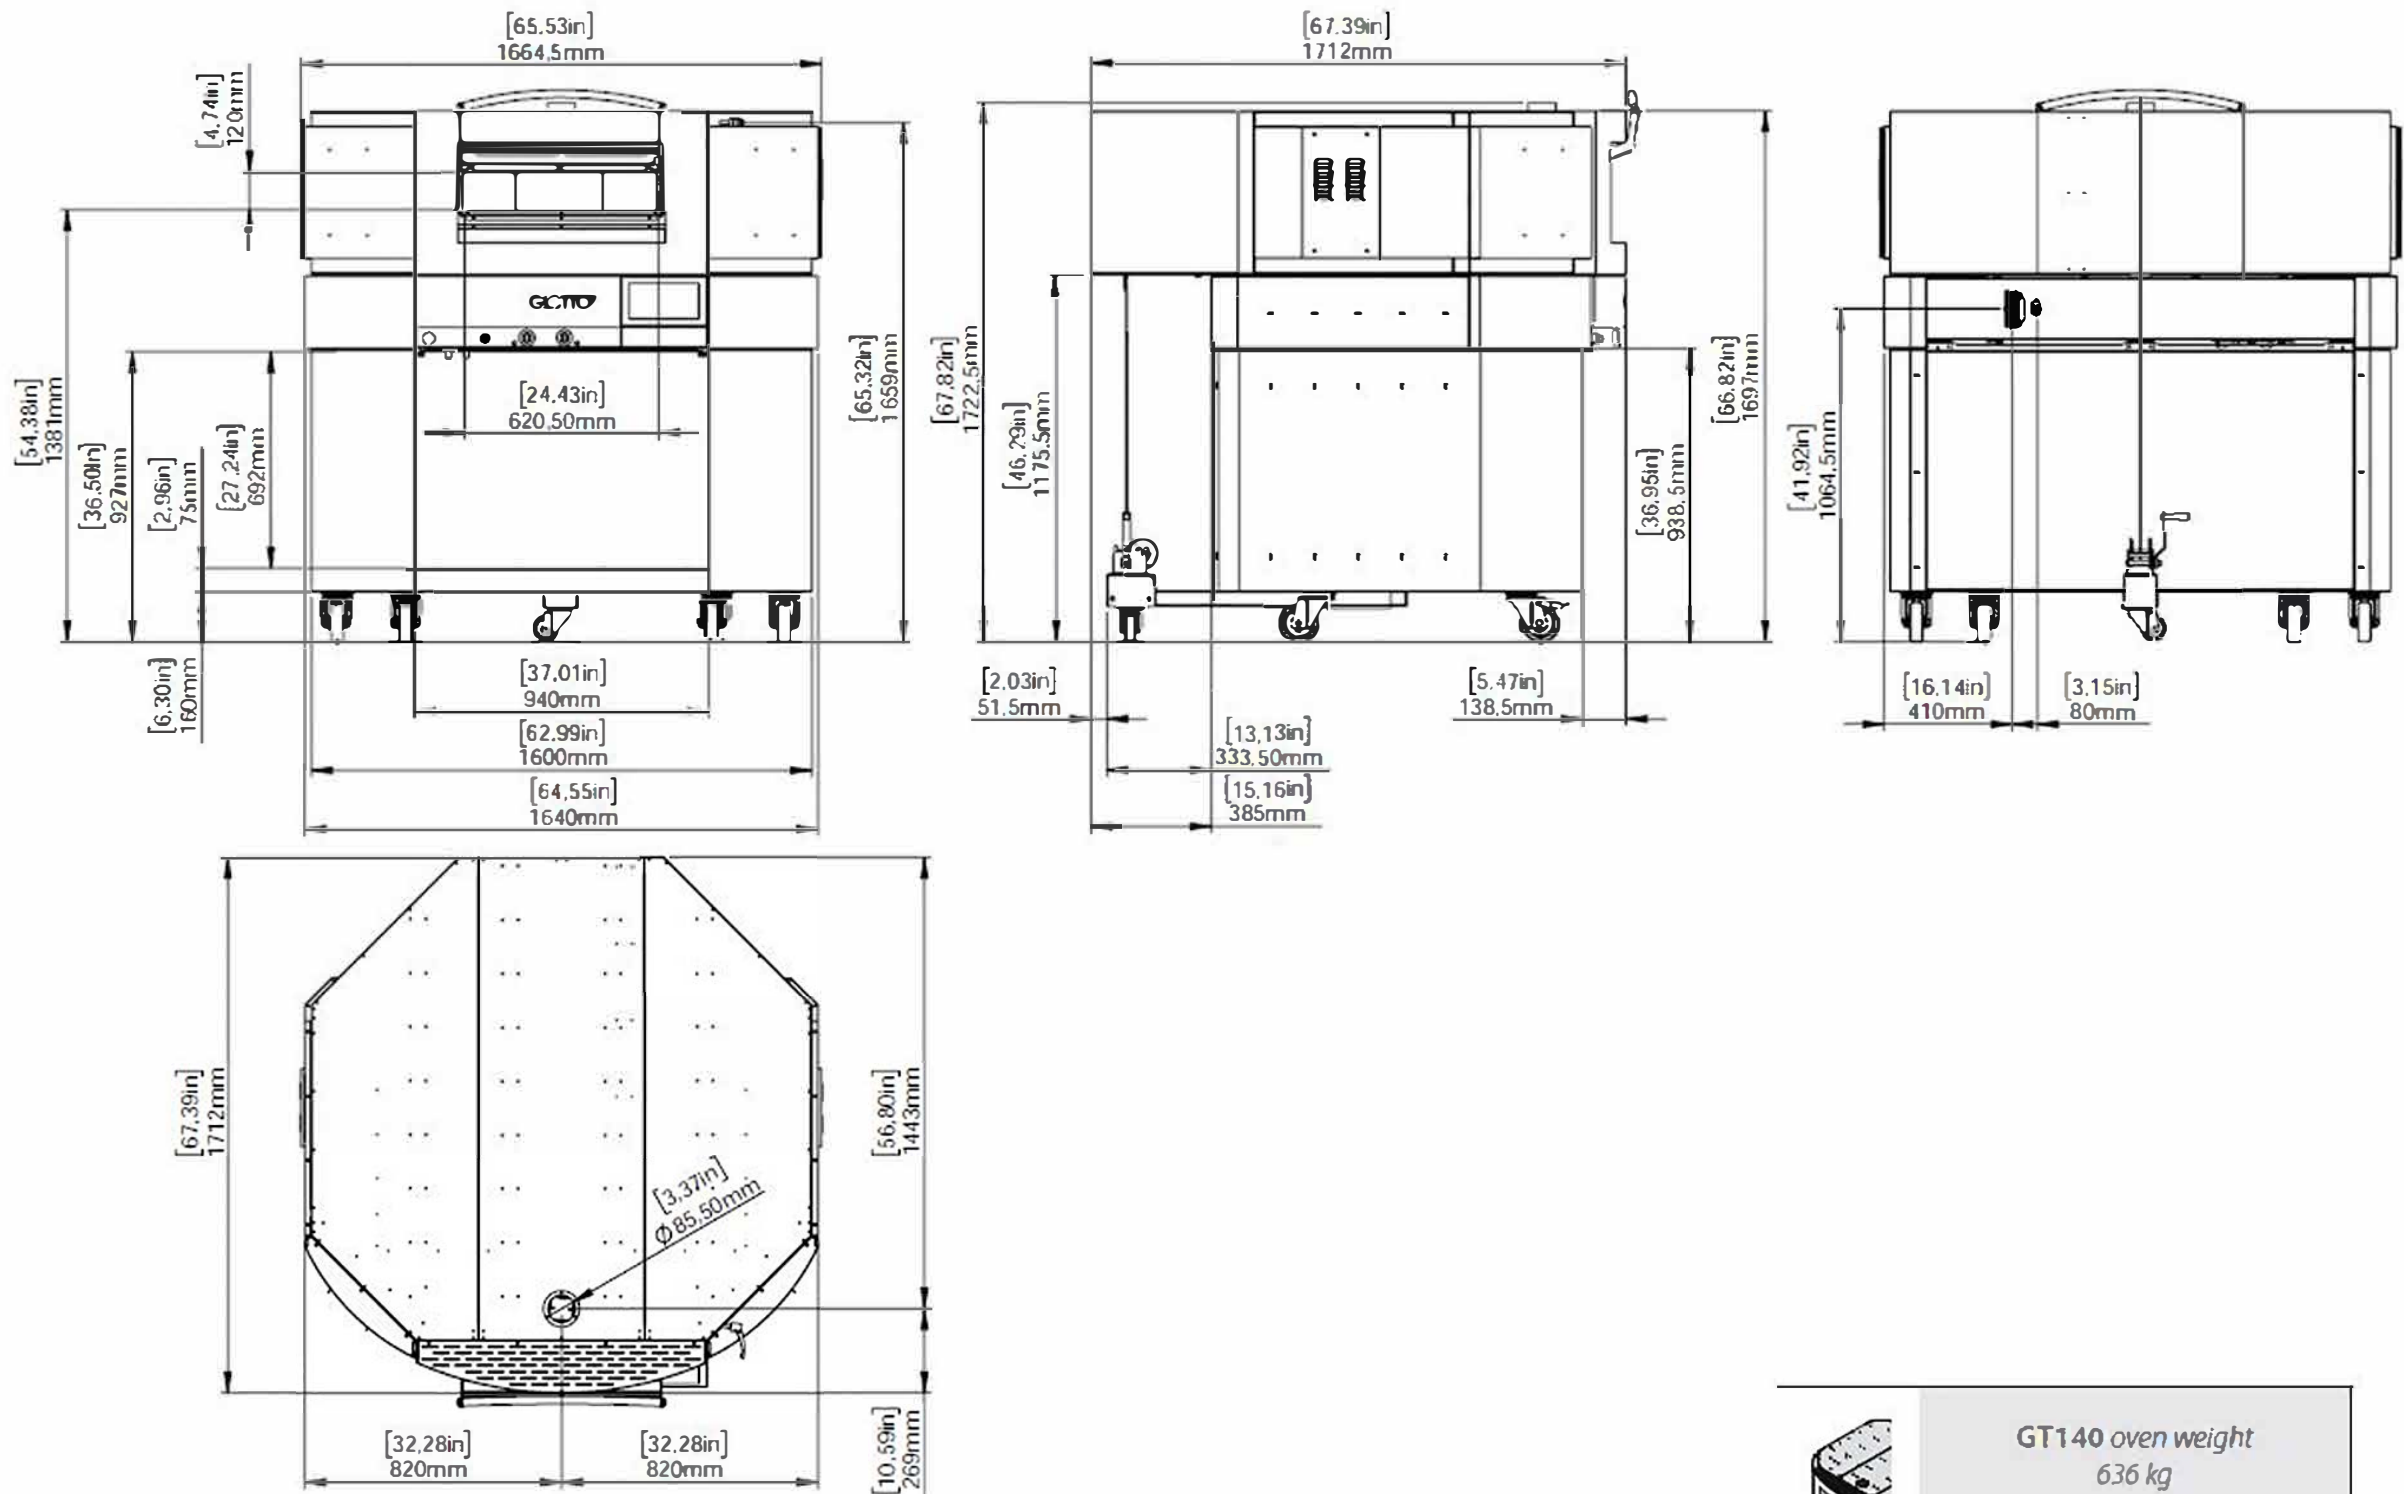 [65.53in]
1664,5mm
[4,74in]
120mm
[54,38in]
1381mm
[36.50in]
927mm
[2,96in]
75mm
[27,24in]
692mm
[6,30in]
160mm
GIOTTO
[24,43in]
620,50mm
[65,32in]
1659mm
[37,01in]
940mm
[62.99in]
1600mm
[64,55in]
1640mm
[67.39in]
1712mm
[67,82in]
1722,5mm
[46,29in]
1175,5mm
[66,82in]
1697mm
[36,95in]
938,5mm
[2,03in]
51,5mm
[5.47in]
138,5mm
[13,13in]
333,50mm
[15,16in]
385mm
[41,92in]
1064,5mm
[16,14in]
410mm
[3,15in]
80mm
[67,39in]
1712mm
[56,80in]
1443mm
[3,37in]
Φ85,50mm
[10,59in]
269mm
[32,28in]
820mm
[32,28in]
820mm
GT140 oven weight
636 kg